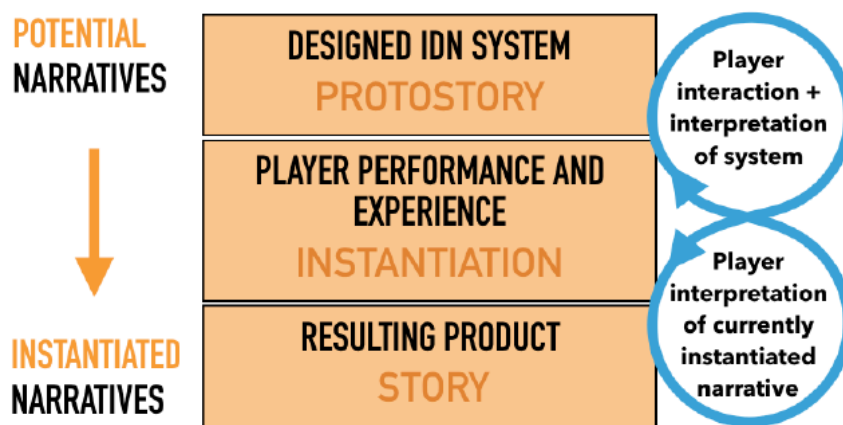 POTENTIAL
NARRATIVES
DESIGNED IDN SYSTEM
PROTOSTORY
Player
interaction +
interpretation
of system
PLAYER PERFORMANCE AND
EXPERIENCE
INSTANTIATION
Player
interpretation
of currently
instantiated
narrative
INSTANTIATED
NARRATIVES
RESULTING PRODUCT
STORY